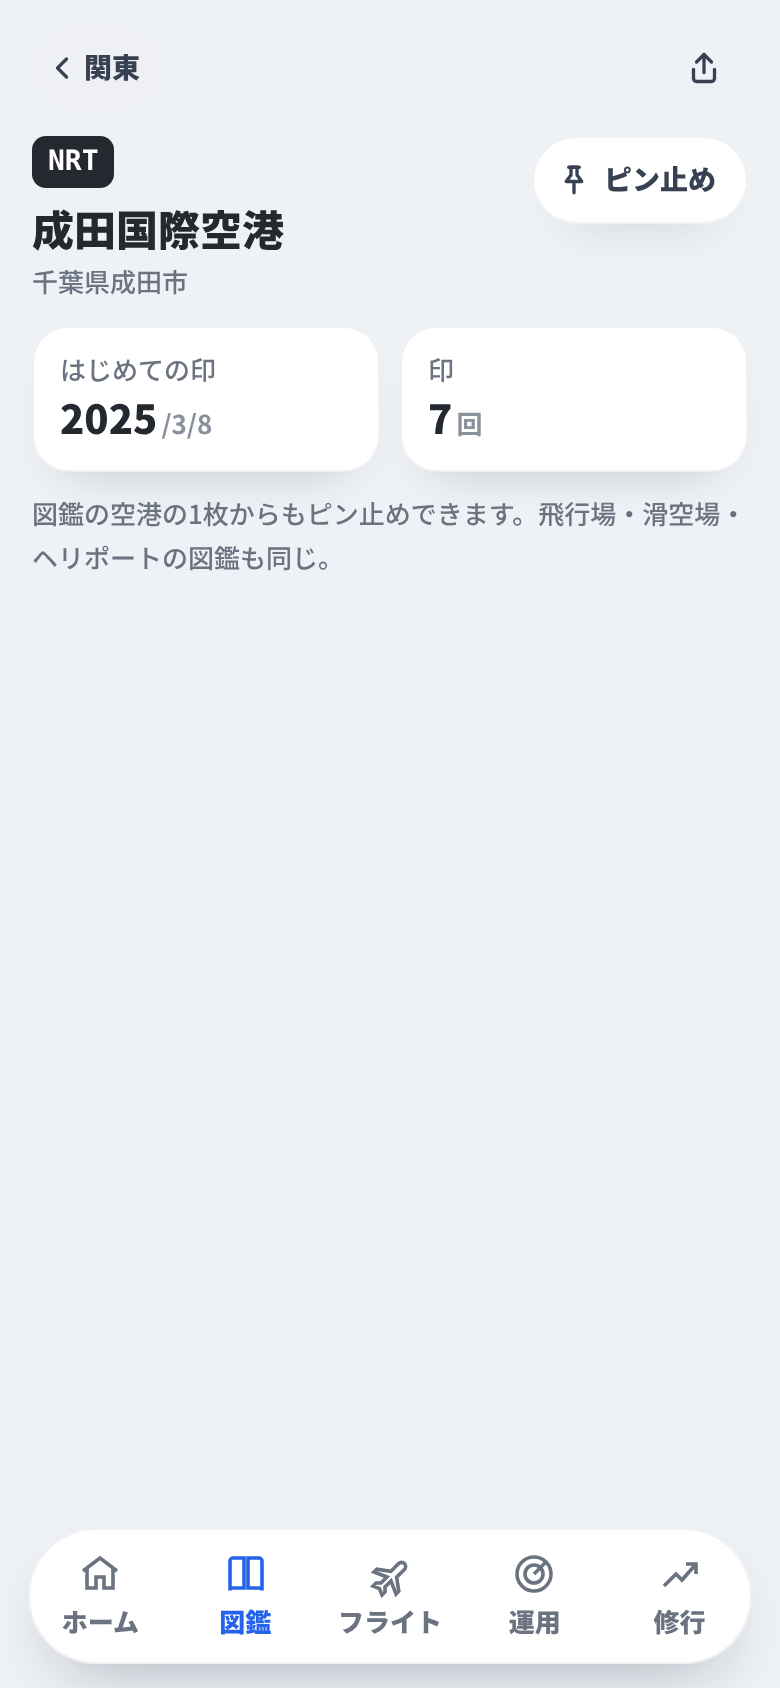 関東
NRT
ピン止め
成田国際空港
千葉県成田市
はじめての印
2025/3/8
印
7回
図鑑の空港の1枚からもピン止めできます。飛行場・滑空場・
ヘリポートの図鑑も同じ。
ホーム
図鑑
フライト
運用
修行